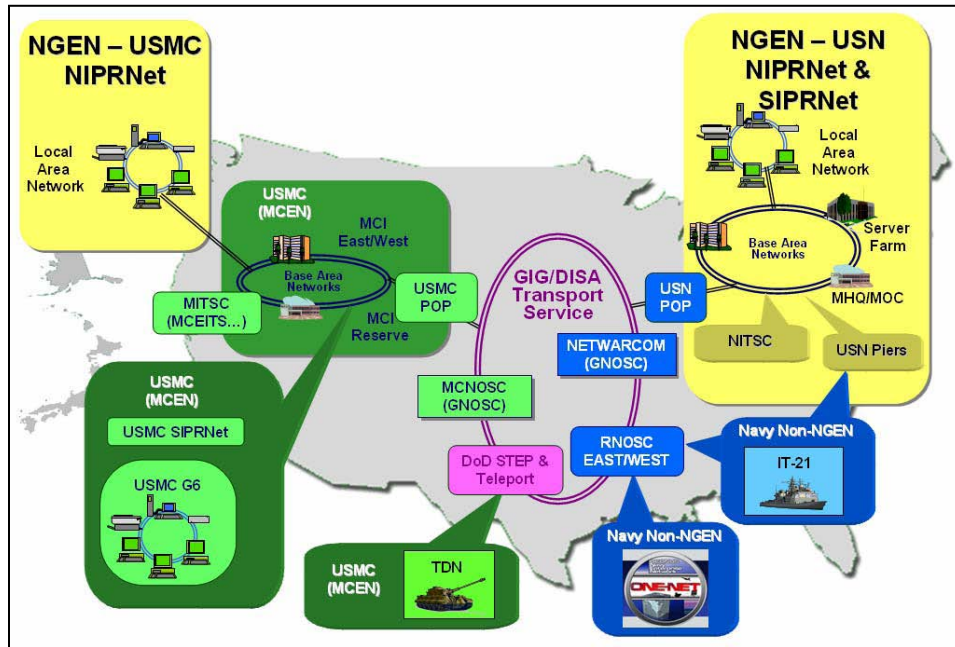 NGEN – USMC
NIPRNet
Local
Area
Network
USMC
(MCEN)
MCI
East/West
Base Area
Networks
MCI
Reserve
MITSC
(MCEITS...)
USMC
POP
GIG/DISA
Transport
Service
MCNOSC
(GNOSC)
NETWARCOM
(GNOSC)
DoD STEP &
Teleport
RNOSC
EAST/WEST
USN
POP
NGEN – USN
NIPRNet &
SIPRNet
Local
Area
Network
Base Area
Networks
Server
Farm
MHQ/MOC
NITSC
USN Piers
USMC
(MCEN)
USMC SIPRNet
USMC G6
USMC
(MCEN)
TDN
Navy Non-NGEN
ONE-NET
Navy Non-NGEN
IT-21